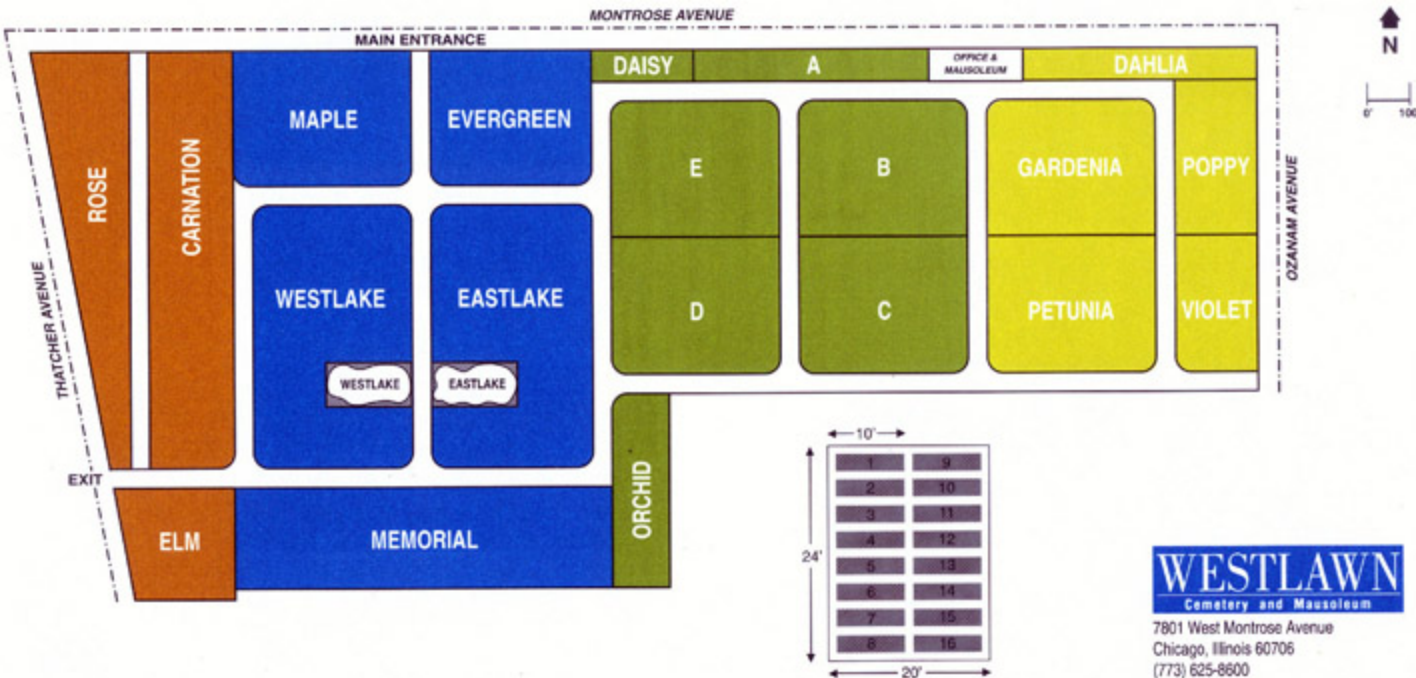 MONTROSE AVENUE
MAIN ENTRANCE
N
0' 100
DAISY
A
OFFICE &
MAUSOLEUM
DAHLIA
MAPLE
EVERGREEN
ROSE
CARNATION
E
B
GARDENIA
POPPY
OZANAM AVENUE
THATCHER AVENUE
WESTLAKE
EASTLAKE
D
C
PETUNIA
VIOLET
WESTLAKE
EASTLAKE
EXIT
ELM
MEMORIAL
ORCHID
10'
24'
1 9
2 10
3 11
4 12
5 13
6 14
7 15
8 16
20'
WESTLAWN
Cemetery and Mausoleum
7801 West Montrose Avenue
Chicago, Illinois 60706
(773) 625-8600